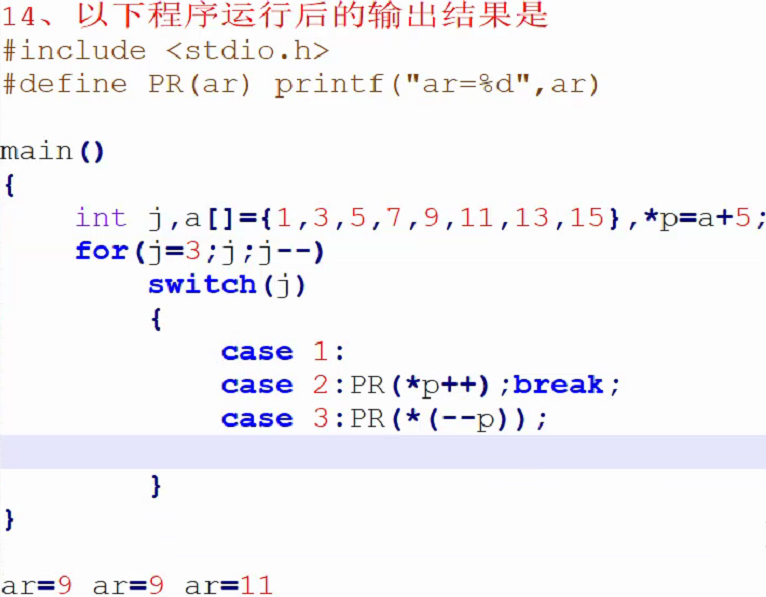 14、以下程序运行后的输出结果是
#include <stdio.h>
#define PR(ar) printf("ar=%d",ar)
main()
{
int j,a[]={1,3,5,7,9,11,13,15},*p=a+5;
for(j=3;j;j--)
switch(j)
{
case 1:
case 2:PR(*p++);break;
case 3:PR(*(--p));
}
}
ar=9 ar=9 ar=11